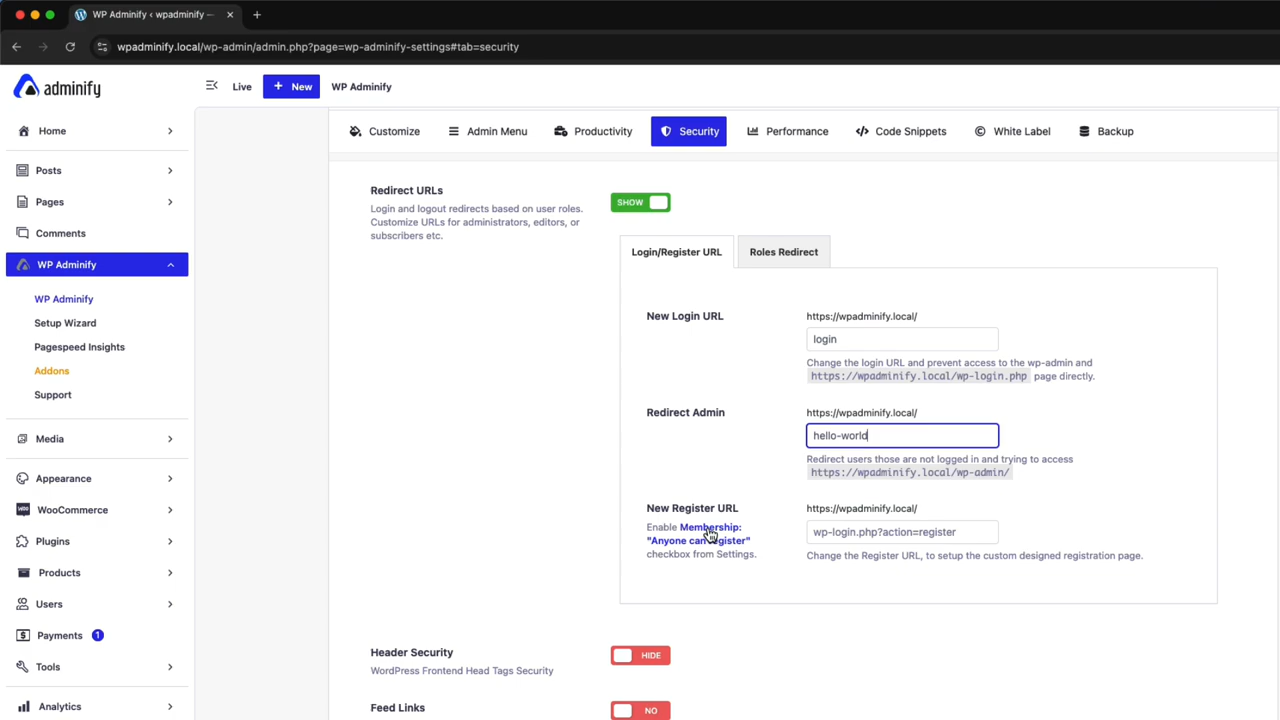 WP Adminify ‹ wpadminify —
wpadminify.local/wp-admin/admin.php?page=wp-adminify-settings#tab=security
adminify
Live
+ New
WP Adminify
Home
Posts
Pages
Comments
WP Adminify
WP Adminify
Setup Wizard
Pagespeed Insights
Addons
Support
Media
Appearance
WooCommerce
Plugins
Products
Users
Payments 1
Tools
Analytics
Customize
Admin Menu
Productivity
Security
Performance
Code Snippets
White Label
Backup
Redirect URLs
Login and logout redirects based on user roles.
Customize URLs for administrators, editors, or
subscribers etc.
SHOW
Login/Register URL
Roles Redirect
New Login URL
https://wpadminify.local/
login
Change the login URL and prevent access to the wp-admin and
https://wpadminify.local/wp-login.php page directly.
Redirect Admin
https://wpadminify.local/
hello-world
Redirect users those are not logged in and trying to access
https://wpadminify.local/wp-admin/
New Register URL
Enable Membership:
"Anyone can register"
checkbox from Settings.
https://wpadminify.local/
wp-login.php?action=register
Change the Register URL, to setup the custom designed registration page.
Header Security
WordPress Frontend Head Tags Security
HIDE
Feed Links
NO